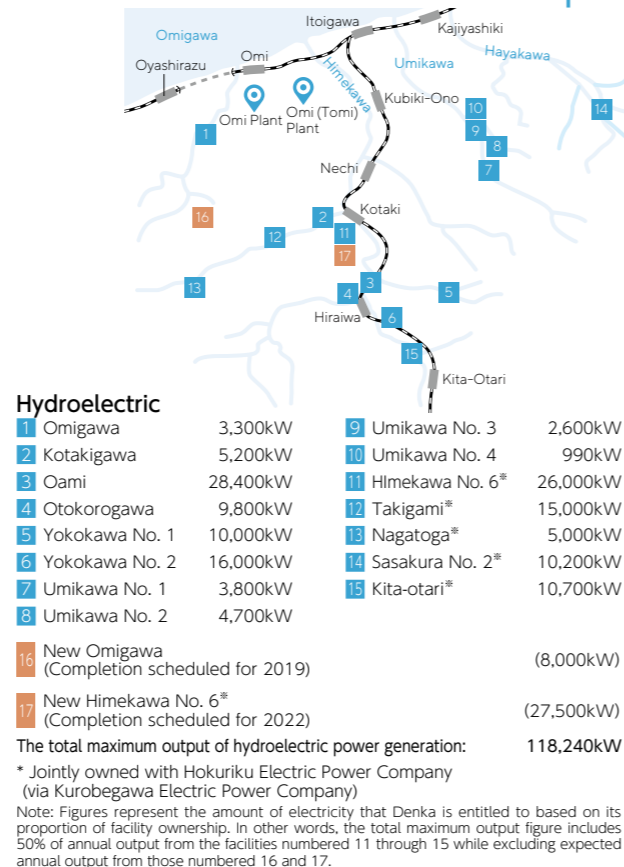 Itoigawa
Kajiyashiki
Omigawa
Omi
Umikawa
Hayakawa
Oyashirazu
Himekawa
Omi Plant
Omi (Tomi)
Plant
Kubiki-Ono
10
14
1
9
8
Nechi
7
16
2
Kotaki
12
11
17
13
4
3
5
Hiraiwa
6
15
Kita-Otari
Hydroelectric
1 Omigawa 3,300kW
2 Kotakigawa 5,200kW
3 Oami 28,400kW
4 Otokorogawa 9,800kW
5 Yokokawa No. 1 10,000kW
6 Yokokawa No. 2 16,000kW
7 Umikawa No. 1 3,800kW
8 Umikawa No. 2 4,700kW
9 Umikawa No. 3 2,600kW
10 Umikawa No. 4 990kW
11 HImekawa No. 6※ 26,000kW
12 Takigami※ 15,000kW
13 Nagatoga※ 5,000kW
14 Sasakura No. 2※ 10,200kW
15 Kita-otari※ 10,700kW
16 New Omigawa
(Completion scheduled for 2019) (8,000kW)
17 New Himekawa No. 6※
(Completion scheduled for 2022) (27,500kW)
The total maximum output of hydroelectric power generation: 118,240kW
* Jointly owned with Hokuriku Electric Power Company
(via Kurobegawa Electric Power Company)
Note: Figures represent the amount of electricity that Denka is entitled to based on its
proportion of facility ownership. In other words, the total maximum output figure includes
50% of annual output from the facilities numbered 11 through 15 while excluding expected
annual output from those numbered 16 and 17.